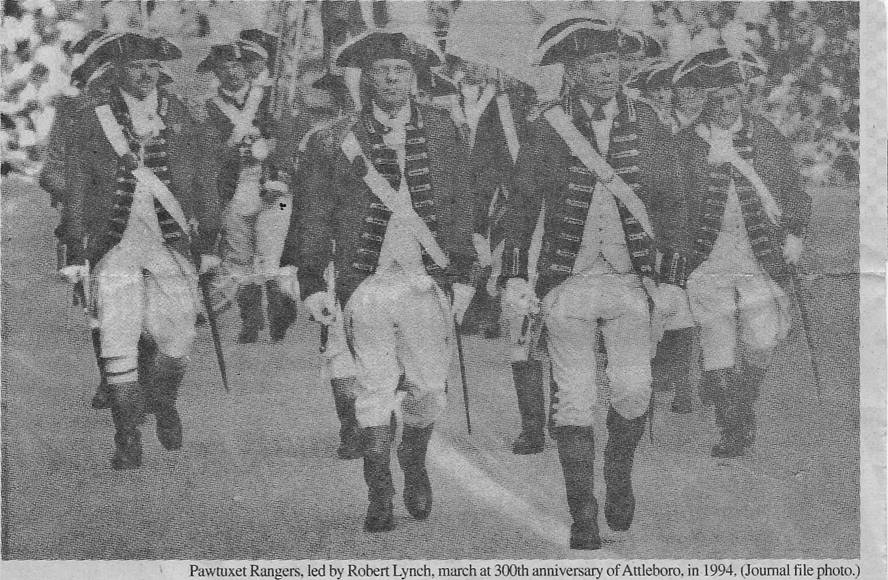 Pawtuxet Rangers, led by Robert Lynch, march at 300th anniversary of Attleboro, in 1994. (Journal file photo.)